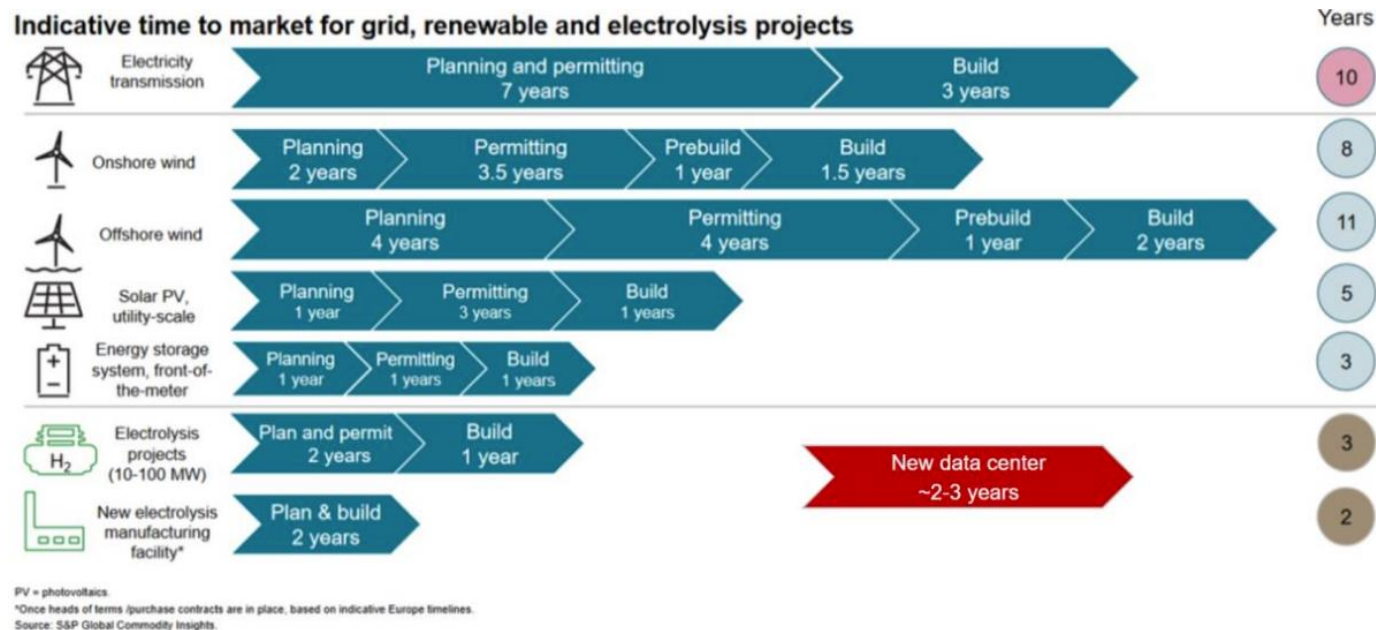 Indicative time to market for grid, renewable and electrolysis projects
Years
Electricity
transmission
Planning and permitting
7 years
Build
3 years
10
Onshore wind
Planning
2 years
Permitting
3.5 years
Prebuild
1 year
Build
1.5 years
8
Offshore wind
Planning
4 years
Permitting
4 years
Prebuild
1 year
Build
2 years
11
Solar PV,
utility-scale
Planning
1 year
Permitting
3 years
Build
1 years
5
Energy storage
system, front-of-
the-meter
Planning
1 year
Permitting
1 years
Build
1 years
3
H2
Electrolysis
projects
(10-100 MW)
Plan and permit
2 years
Build
1 year
3
New data center
~2-3 years
New electrolysis
manufacturing
facility*
Plan & build
2 years
2
PV = photovoltaics.
*Once heads of terms /purchase contracts are in place, based on indicative Europe timelines.
Source: S&P Global Commodity Insights.